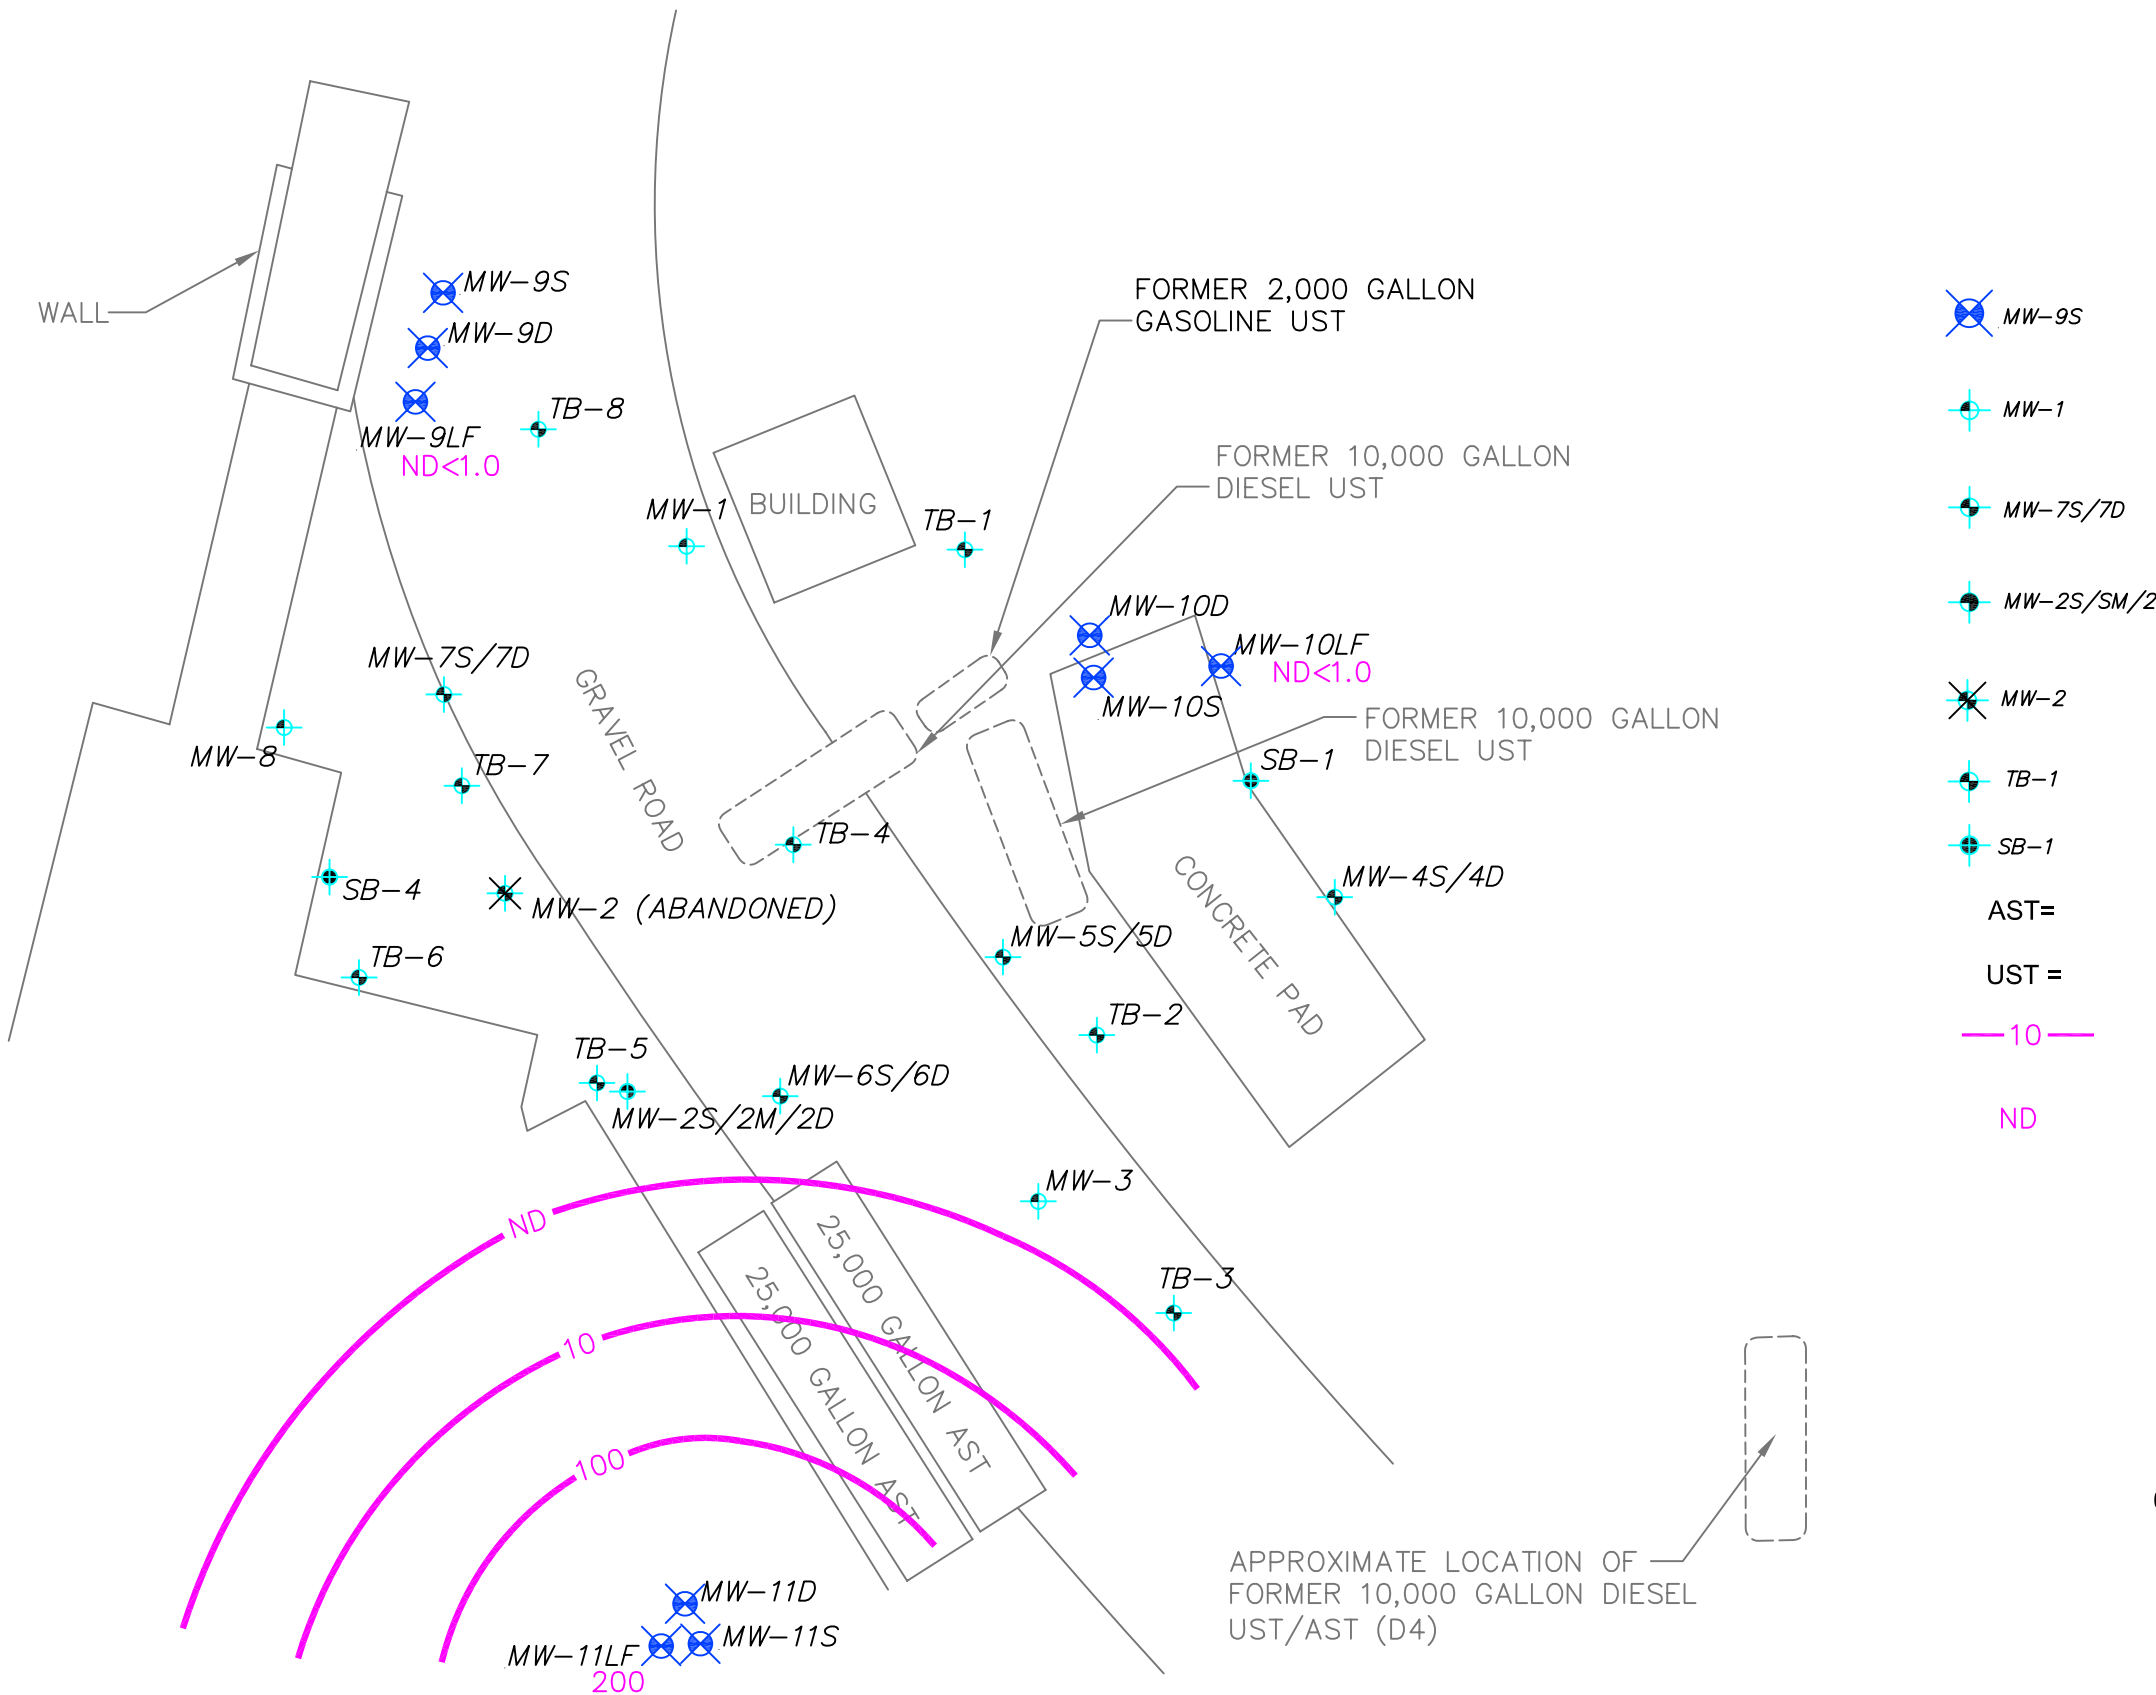 WALL
MW-9S
MW-9D
MW-9LF
ND<1.0
TB-8
MW-1
BUILDING
TB-1
FORMER 2,000 GALLON
GASOLINE UST
FORMER 10,000 GALLON
DIESEL UST
MW-10D
MW-10LF
ND<1.0
MW-10S
FORMER 10,000 GALLON
DIESEL UST
MW-7S/7D
GRAVEL ROAD
MW-8
TB-7
SB-1
TB-4
SB-4
MW-2 (ABANDONED)
MW-4S/4D
CONCRETE PAD
MW-5S/5D
TB-6
TB-2
TB-5
MW-6S/6D
MW-2S/2M/2D
MW-3
ND
25,000 GALLON AST
25,000 GALLON AST
TB-3
10
100
APPROXIMATE LOCATION OF
FORMER 10,000 GALLON DIESEL
UST/AST (D4)
MW-11D
MW-11S
MW-11LF
200
MW-9S
MW-1
MW-7S/7D
MW-2S/SM/2
MW-2
TB-1
SB-1
AST=
UST =
10
ND